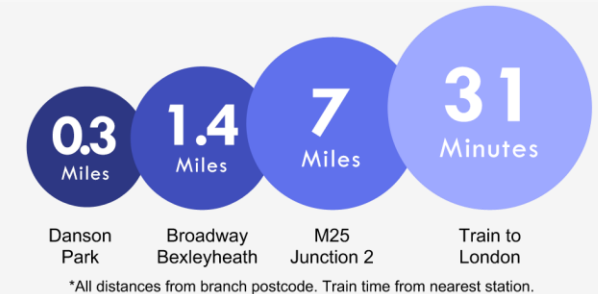 0.3
Miles
1.4
Miles
7
Miles
31
Minutes
Danson
Park
Broadway
Bexleyheath
M25
Junction 2
Train to
London
*All distances from branch postcode. Train time from nearest station.